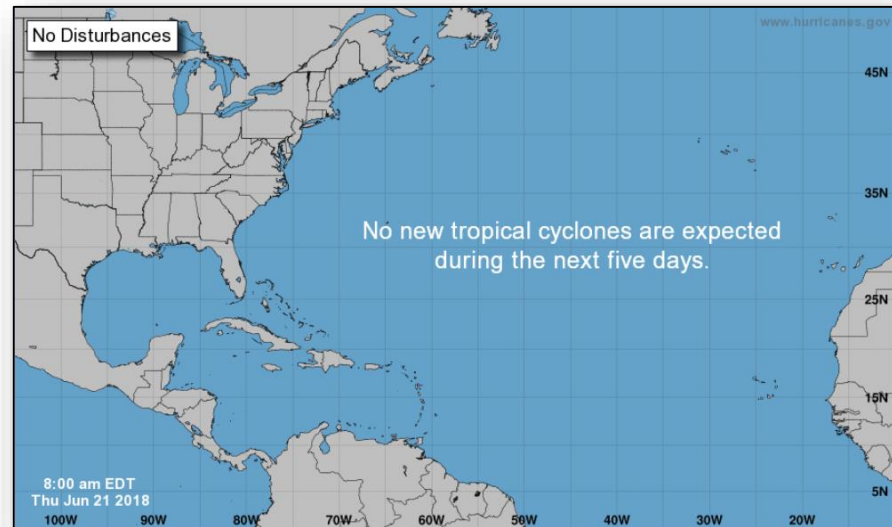 No Disturbances
www.hurricanes.gov
45N
35N
No new tropical cyclones are expected
during the next five days.
25N
15N
8:00 am EDT
Thu Jun 21 2018
5N
100W 90W 80W 70W 60W 50W 40W 30W 20W